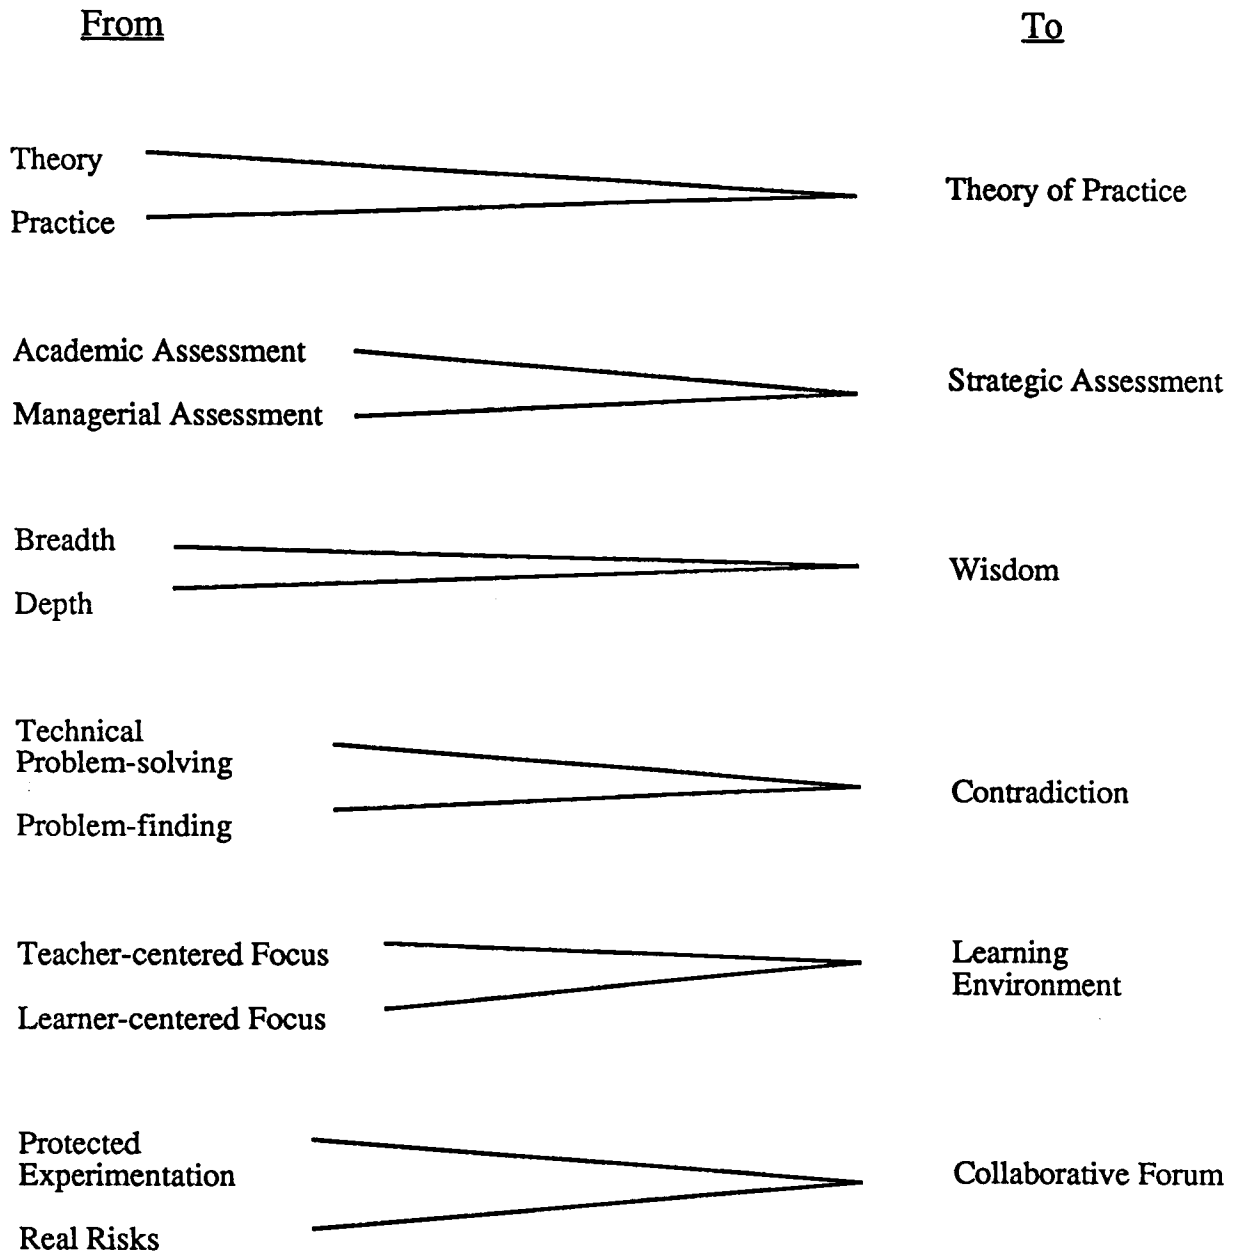 From
To
Theory
Practice
Theory of Practice
Academic Assessment
Managerial Assessment
Strategic Assessment
Breadth
Depth
Wisdom
Technical
Problem-solving
Problem-finding
Contradiction
Teacher-centered Focus
Learner-centered Focus
Learning
Environment
Protected
Experimentation
Real Risks
Collaborative Forum